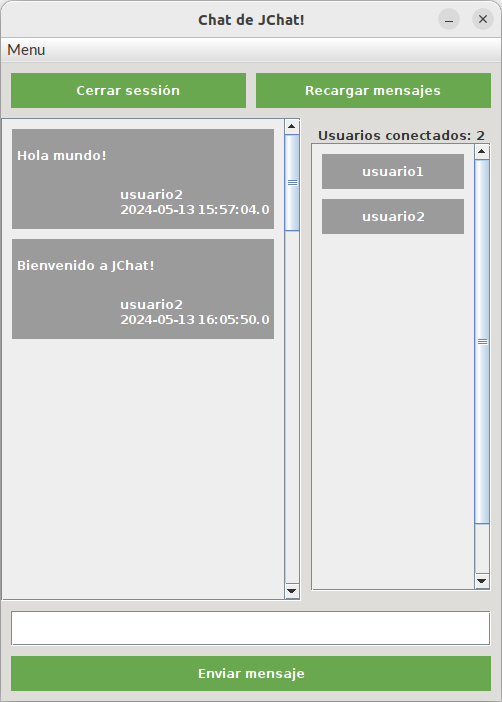 Chat de JChat!
Menu
Cerrar sessión
Recargar mensajes
Hola mundo!
usuario2
2024-05-13 15:57:04.0
Bienvenido a JChat!
usuario2
2024-05-13 16:05:50.0
Usuarios conectados: 2
usuario1
usuario2
Enviar mensaje